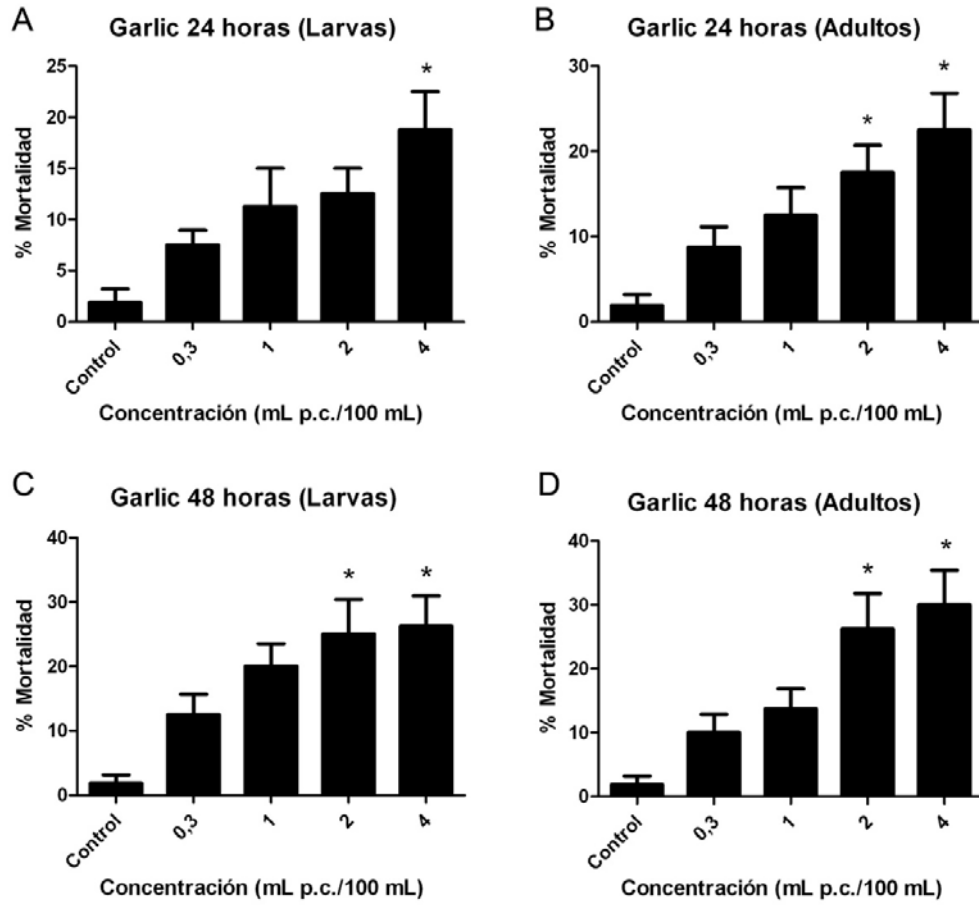 A
Garlic 24 horas (Larvas)
% Mortalidad
25
20
15
10
5
0
*
Control
0,3
1
2
4
Concentración (mL p.c./100 mL)
B
Garlic 24 horas (Adultos)
% Mortalidad
30
20
10
0
*
*
Control
0,3
1
2
4
Concentración (mL p.c./100 mL)
C
Garlic 48 horas (Larvas)
% Mortalidad
40
30
20
10
0
*
*
Control
0,3
1
2
4
Concentración (mL p.c./100 mL)
D
Garlic 48 horas (Adultos)
% Mortalidad
40
30
20
10
0
*
*
Control
0,3
1
2
4
Concentración (mL p.c./100 mL)